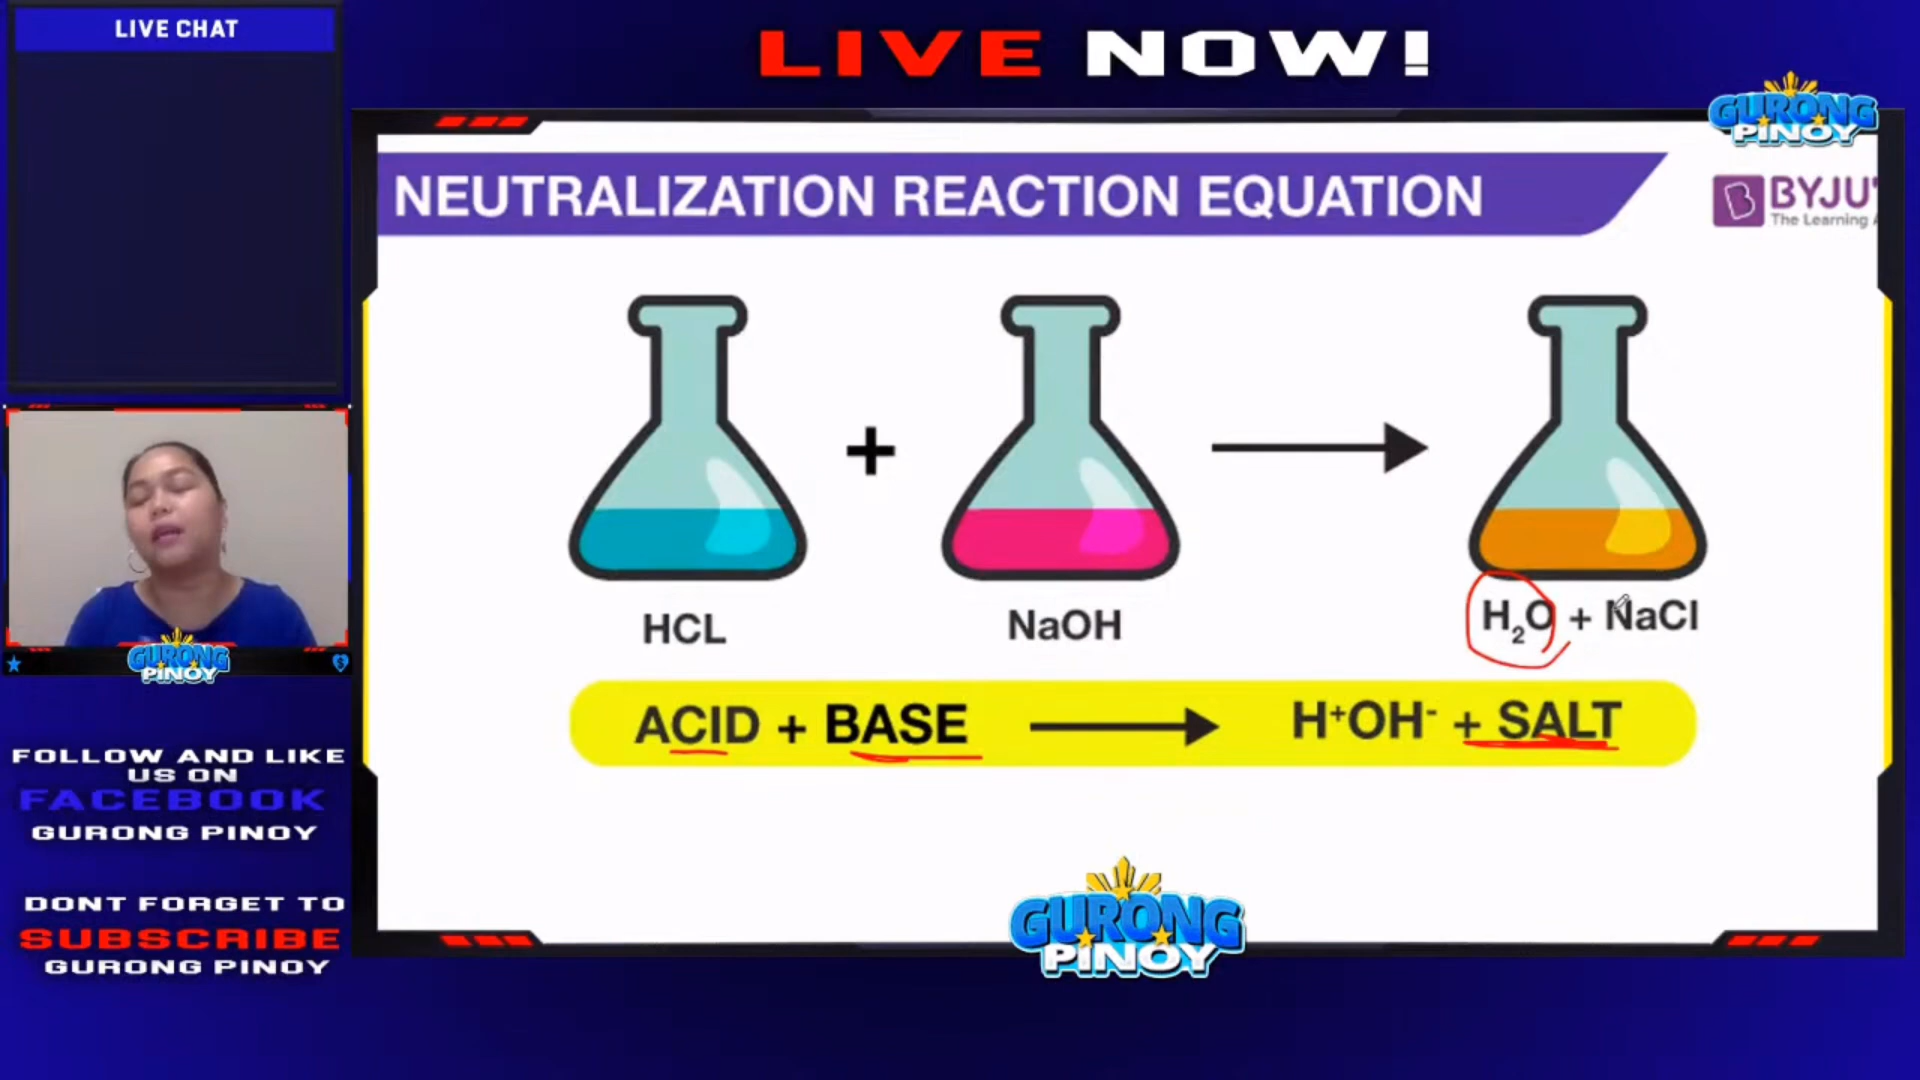 LIVE CHAT
LIVE NOW!
GURONG
PINOY
NEUTRALIZATION REACTION EQUATION
BYJU'
The Learning
+
HCL
NaOH
H₂O + NaCl
ACID + BASE
H⁺OH⁻ + SALT
GURONG
PINOY
FOLLOW AND LIKE
US ON
FACEBOOK
GURONG PINOY
DONT FORGET TO
SUBSCRIBE
GURONG PINOY
GURONG
PINOY